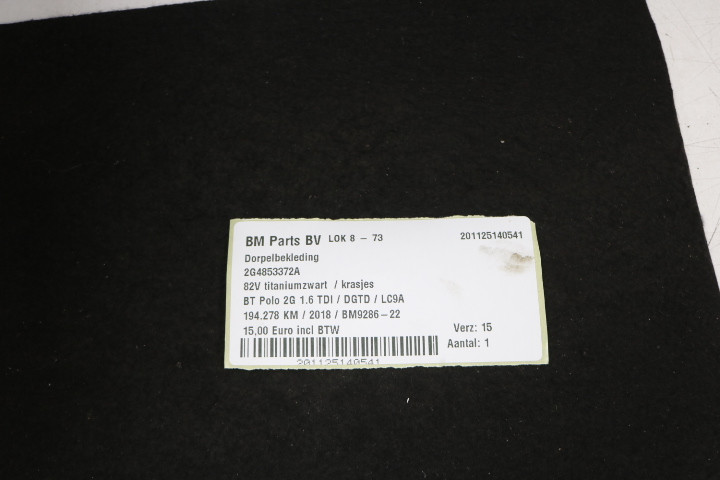 BM Parts BV LOK 8 - 73 201125140541
Dorpelbekleding
2G4853372A
82V titaniumzwart / krasjes
BT Polo 2G 1.6 TDI / DGTD / LC9A
194.278 KM / 2018 / BM9286-22
15,00 Euro incl BTW Verz: 15
Aantal: 1
201125140541